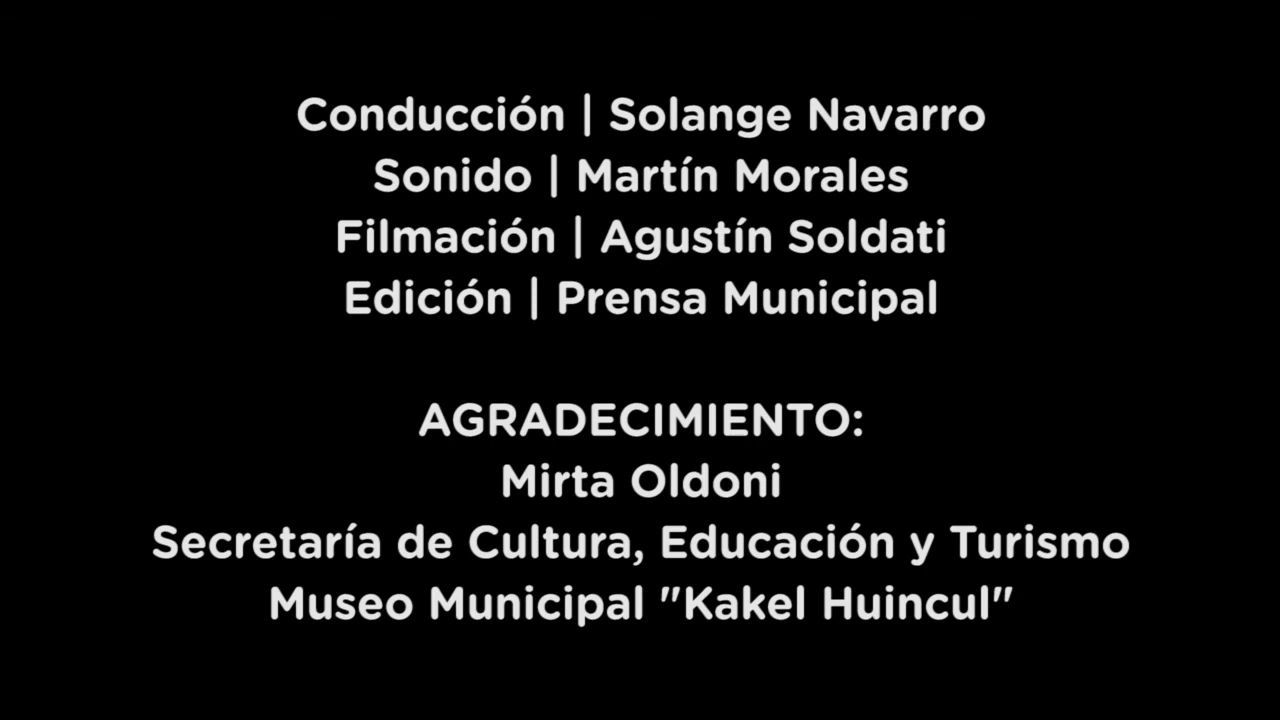 Conducción | Solange Navarro
Sonido | Martín Morales
Filmación | Agustín Soldati
Edición | Prensa Municipal
AGRADECIMIENTO:
Mirta Oldoni
Secretaría de Cultura, Educación y Turismo
Museo Municipal "Kakel Huincul"